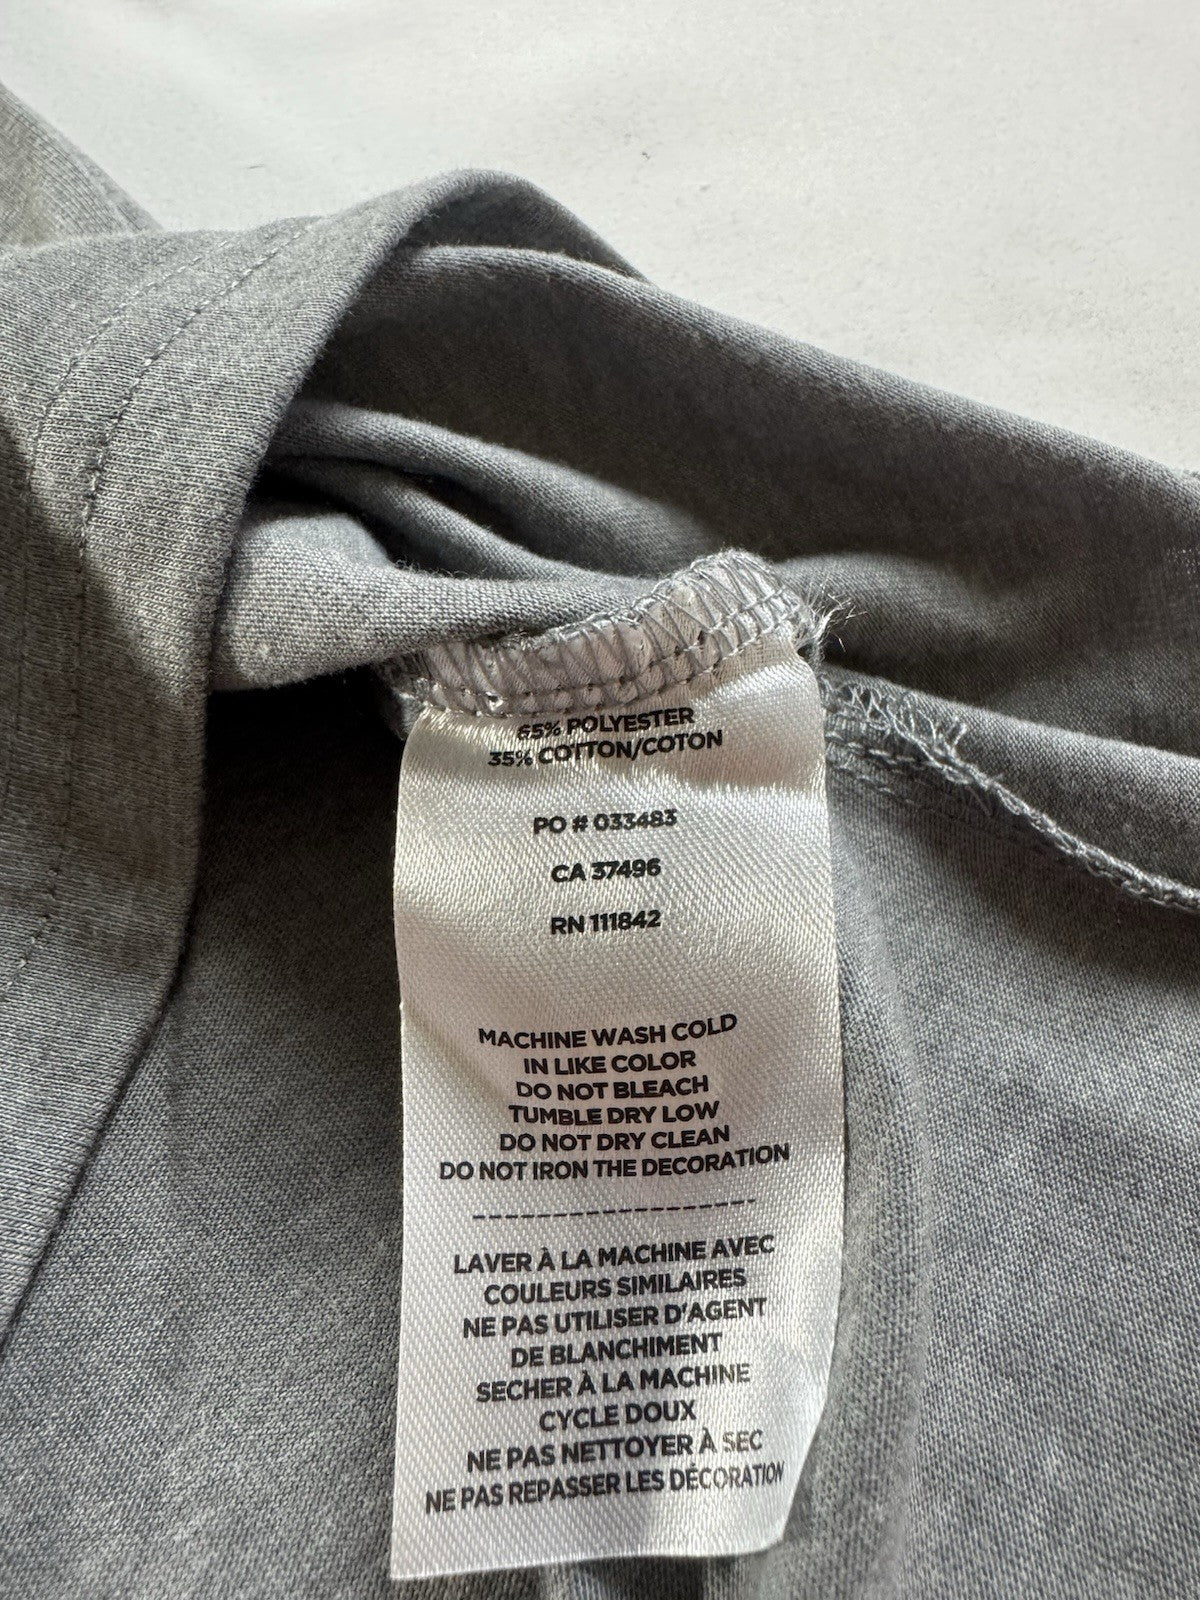 65% POLYESTER
35% COTTON/COTON
PO # 033483
CA 37496
RN 111842
MACHINE WASH COLD
IN LIKE COLOR
DO NOT BLEACH
TUMBLE DRY LOW
DO NOT DRY CLEAN
DO NOT IRON THE DECORATION
------------------
LAVER À LA MACHINE AVEC
COULEURS SIMILAIRES
NE PAS UTILISER D'AGENT
DE BLANCHIMENT
SECHER À LA MACHINE
CYCLE DOUX
NE PAS NETTOYER À SEC
NE PAS REPASSER LES DÉCORATION